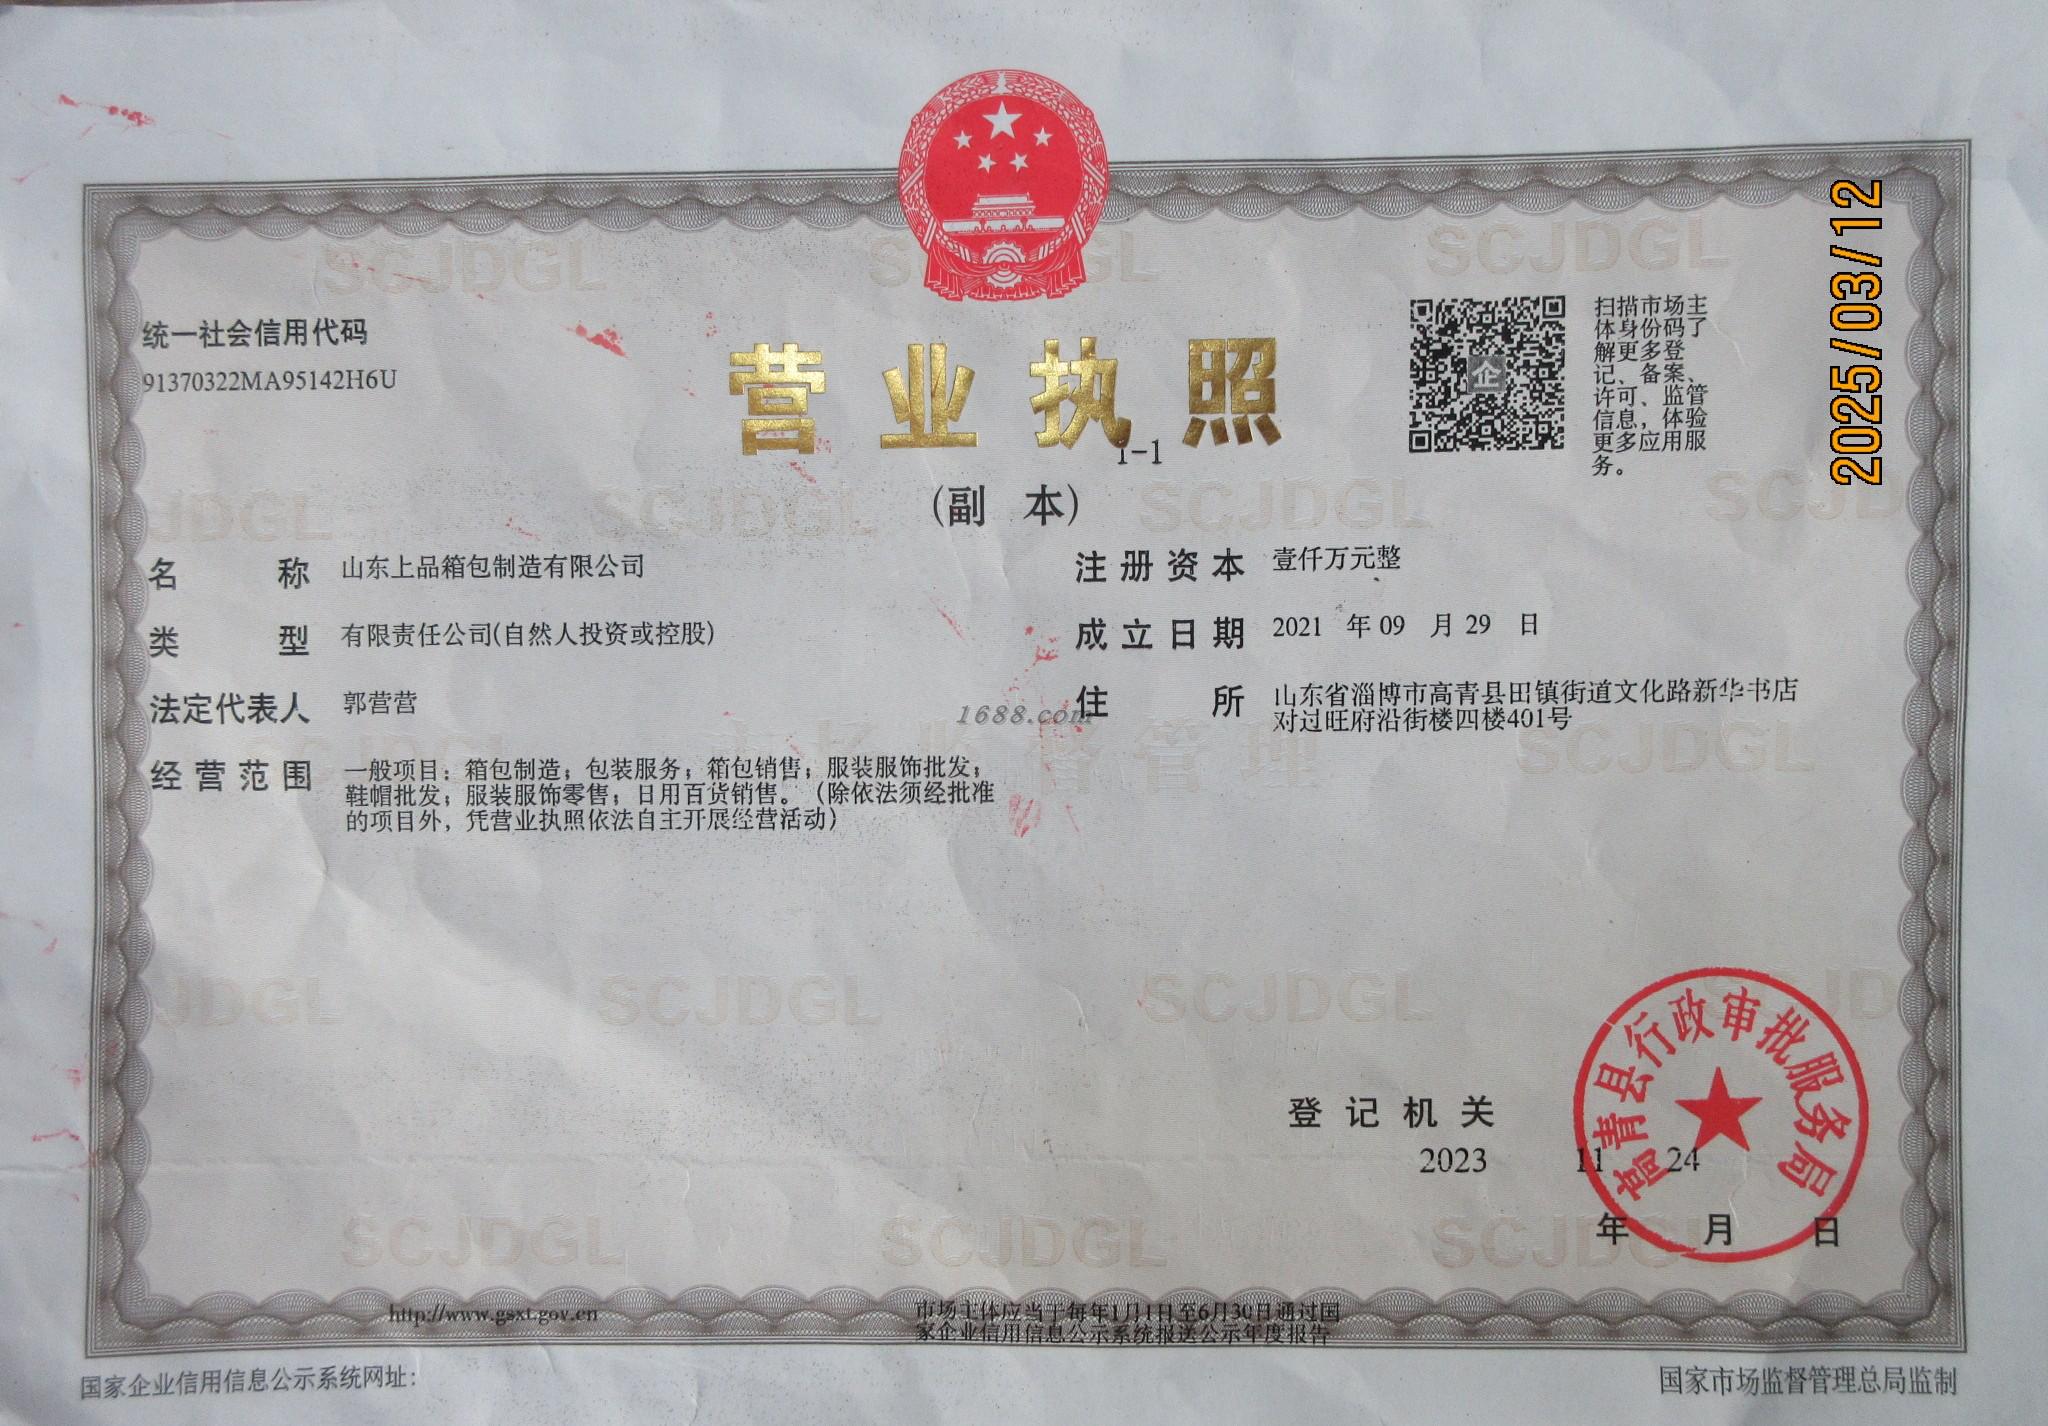 2025/03/12
统一社会信用代码
91370322MA95142H6U
营业执照
1-1
(副 本)
扫描市场主
体身份码了
解更多登
记、备案、
许可、监管
信息，体验
更多应用服
务。
名 称 山东上品箱包制造有限公司
类 型 有限责任公司(自然人投资或控股)
法定代表人 郭营营
经营范围 一般项目：箱包制造；包装服务；箱包销售；服装服饰批发；
鞋帽批发；服装服饰零售；日用百货销售。（除依法须经批准
的项目外，凭营业执照依法自主开展经营活动）
注册资本 壹仟万元整
成立日期 2021 年 09 月 29 日
住 所 山东省淄博市高青县田镇街道文化路新华书店
对过旺府沿街楼四楼401号
1688.com
市场监督管理
SCJDGL
登记机关
高青县行政审批服务局
2023 11 24
年 月 日
http://www.gsxt.gov.cn
市场主体应当于每年1月1日至6月30日通过国
家企业信用信息公示系统报送公示年度报告
国家企业信用信息公示系统网址：
国家市场监督管理总局监制